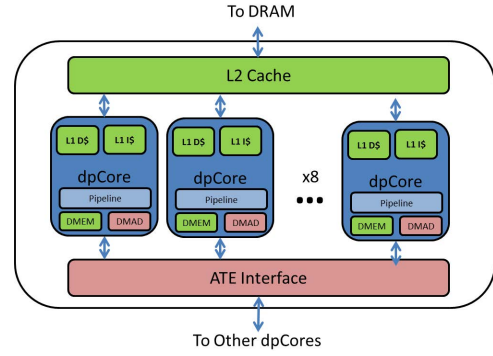 To DRAM
L2 Cache
L1 D$ L1 I$ L1 D$ L1 I$ L1 D$ L1 I$
dpCore dpCore x8 dpCore
Pipeline Pipeline ... Pipeline
DMEM DMAD DMEM DMAD DMEM DMAD
ATE Interface
To Other dpCores